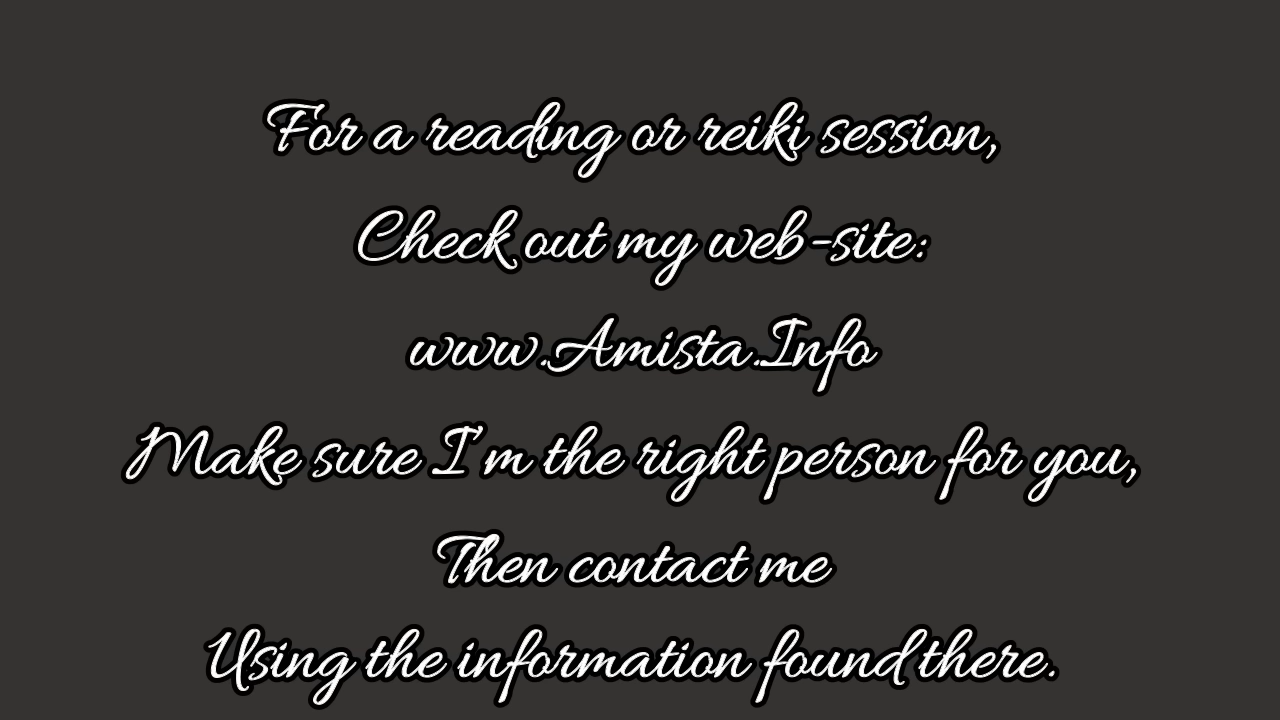 For a reading or reiki session,
Check out my web-site:
www.Amista.Info
Make sure I'm the right person for you,
Then contact me
Using the information found there.